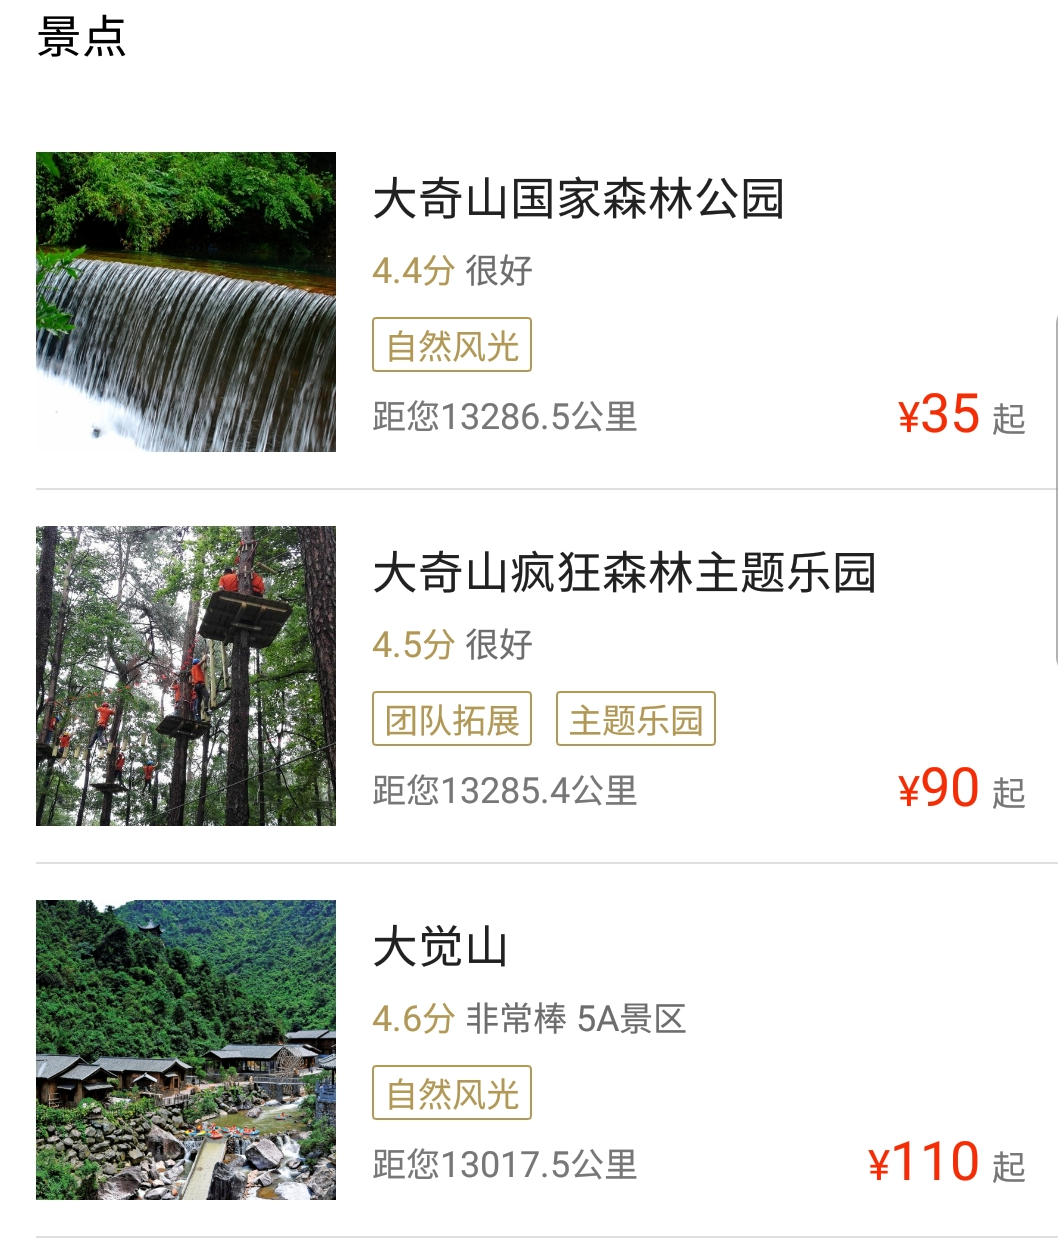 景点
大奇山国家森林公园
4.4分 很好
自然风光
距您13286.5公里
¥35 起
大奇山疯狂森林主题乐园
4.5分 很好
团队拓展 主题乐园
距您13285.4公里
¥90 起
大觉山
4.6分 非常棒 5A景区
自然风光
距您13017.5公里
¥110 起